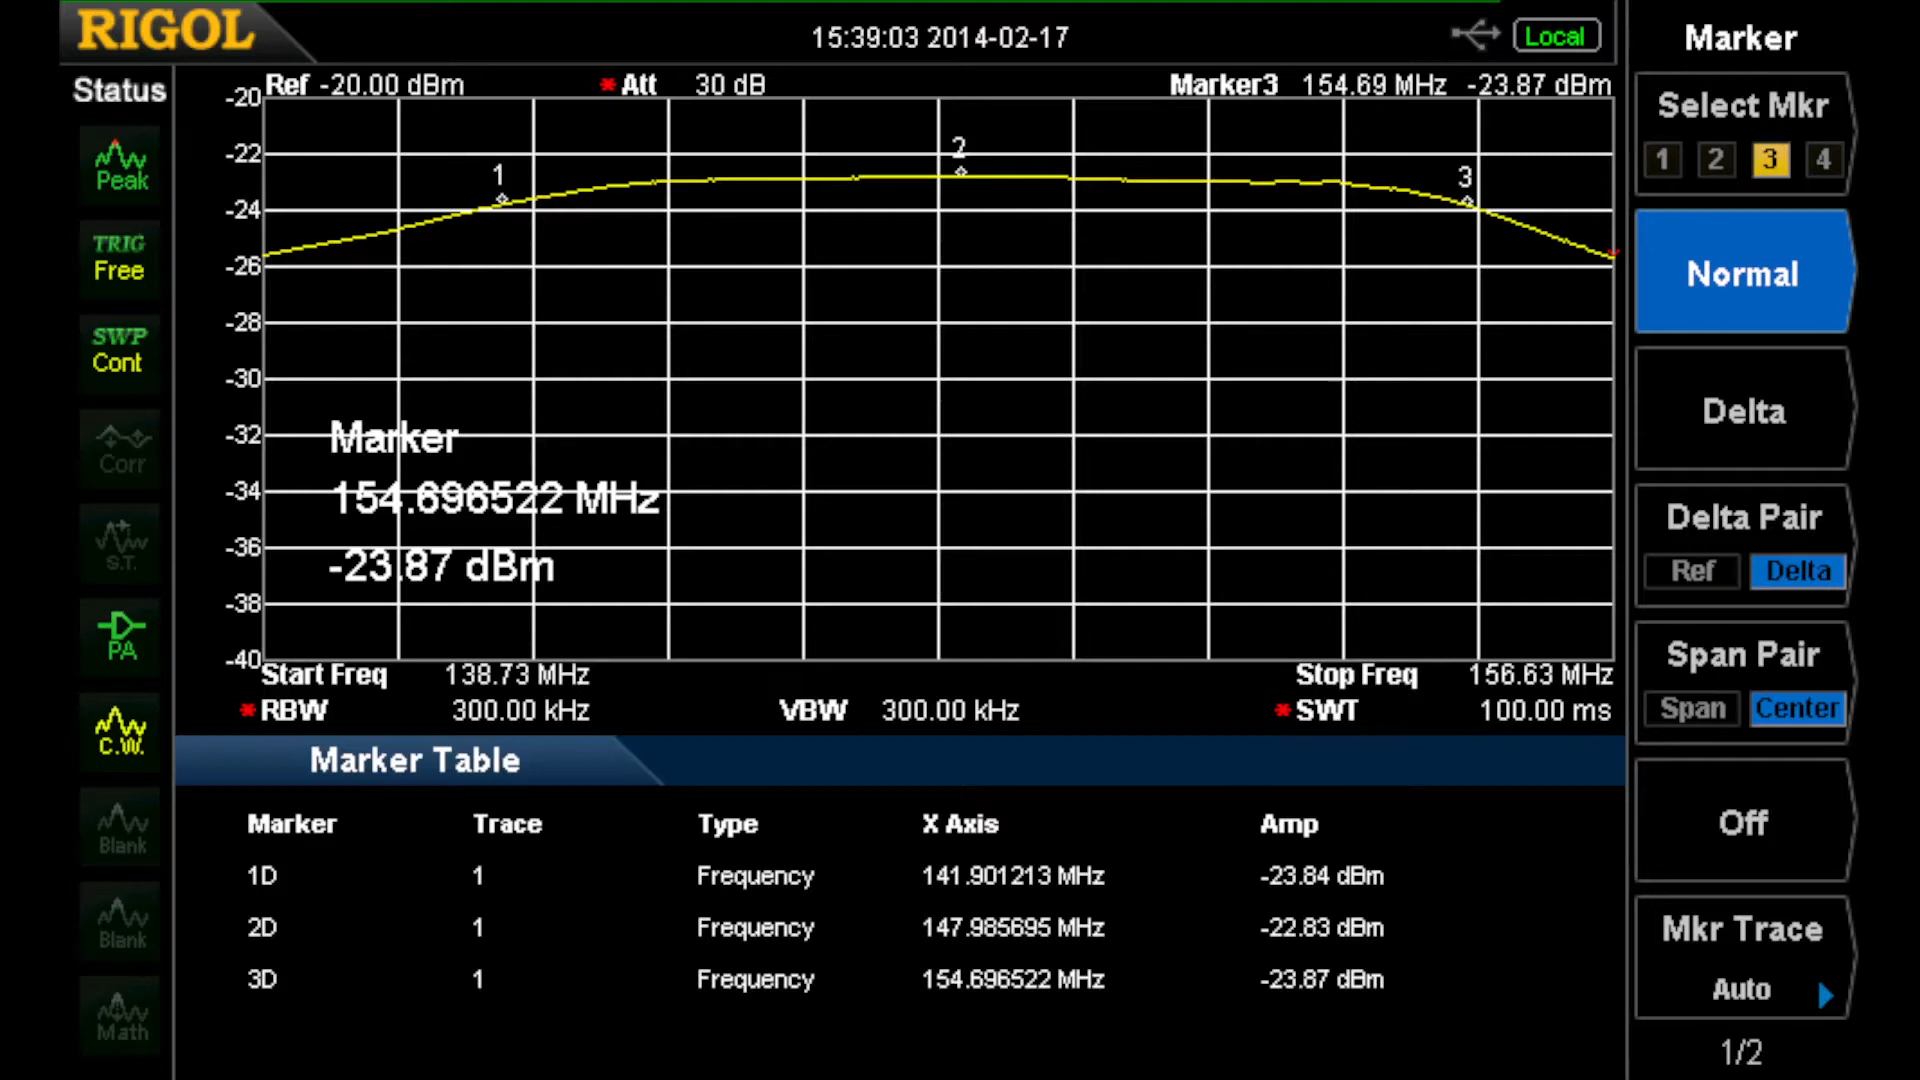 RIGOL
15:39:03 2014-02-17
Local
Marker
Status
Ref -20.00 dBm
* Att 30 dB
Marker3 154.69 MHz -23.87 dBm
Select Mkr
1 2 3 4
Peak
TRIG
Free
SWP
Cont
Corr
S.T.
PA
C.W.
Blank
Blank
Math
-20
-22
-24
-26
-28
-30
-32
-34
-36
-38
-40
1
2
3
Marker
154.696522 MHz
-23.87 dBm
Start Freq 138.73 MHz
Stop Freq 156.63 MHz
* RBW 300.00 kHz
VBW 300.00 kHz
* SWT 100.00 ms
Marker Table
Marker Trace Type X Axis Amp
1D 1 Frequency 141.901213 MHz -23.84 dBm
2D 1 Frequency 147.985695 MHz -22.83 dBm
3D 1 Frequency 154.696522 MHz -23.87 dBm
Normal
Delta
Delta Pair
Ref Delta
Span Pair
Span Center
Off
Mkr Trace
Auto
1/2